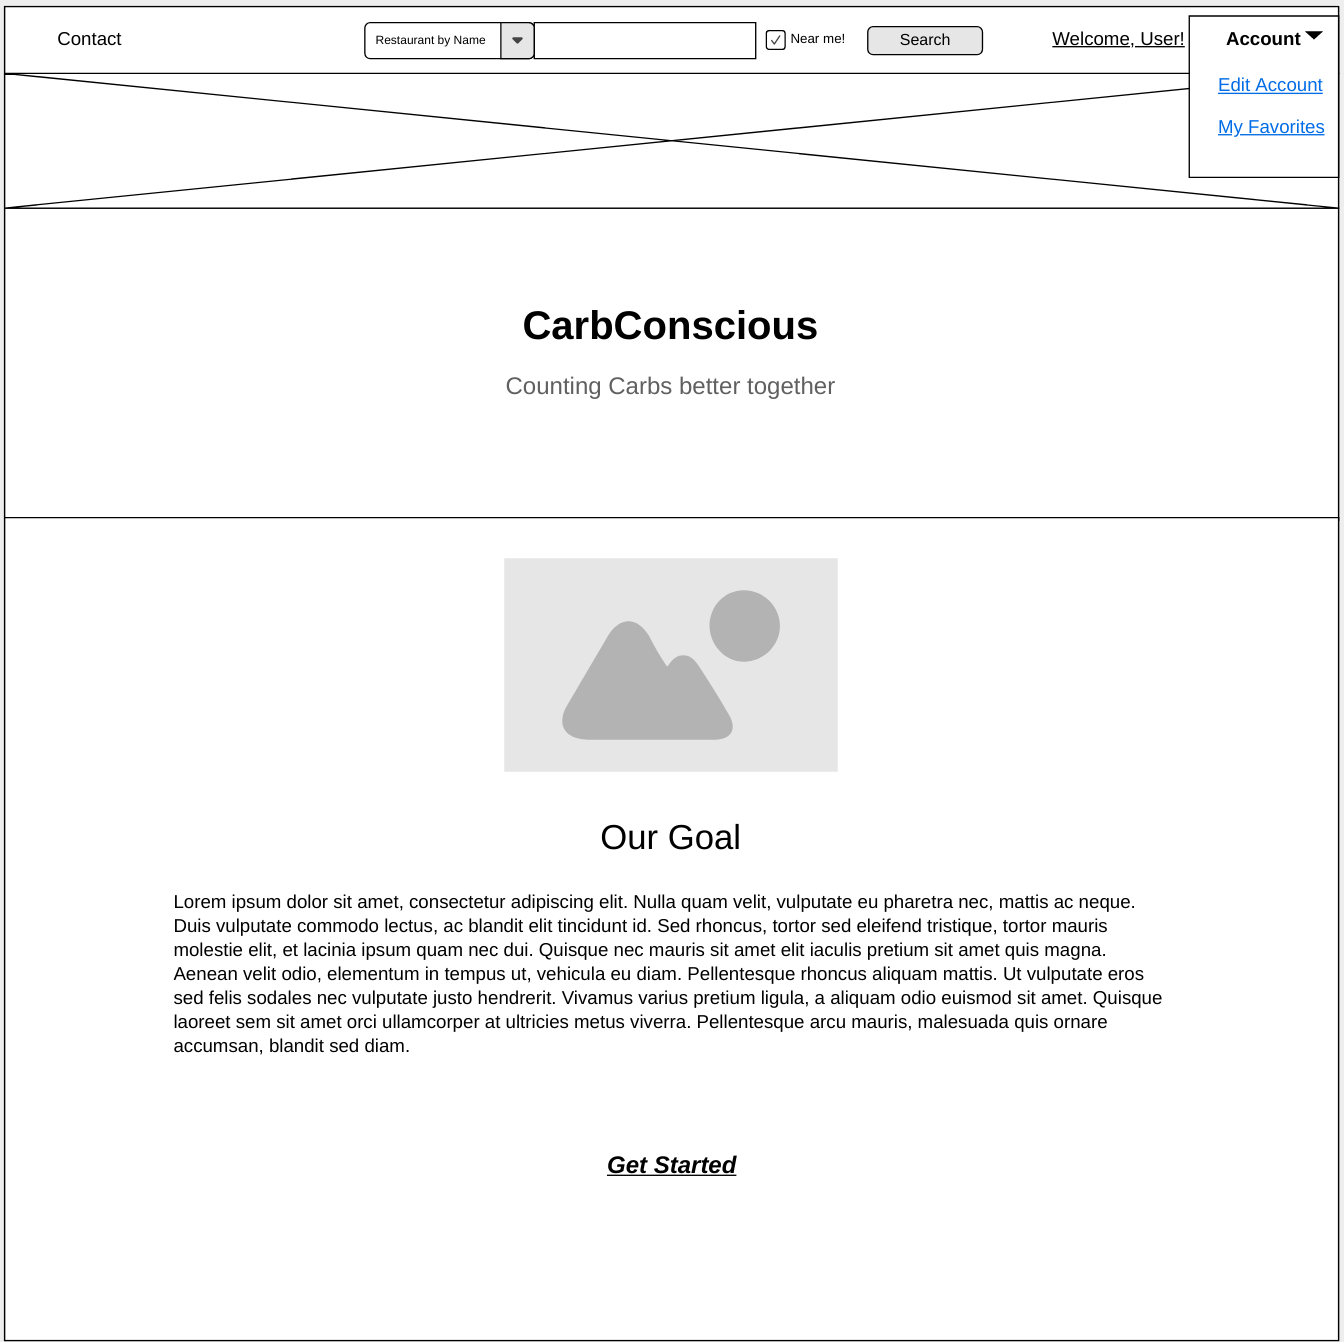 Contact
Restaurant by Name
Near me!
Search
Welcome, User!
Account
Edit Account
My Favorites
CarbConscious
Counting Carbs better together
Our Goal
Lorem ipsum dolor sit amet, consectetur adipiscing elit. Nulla quam velit, vulputate eu pharetra nec, mattis ac neque.
Duis vulputate commodo lectus, ac blandit elit tincidunt id. Sed rhoncus, tortor sed eleifend tristique, tortor mauris
molestie elit, et lacinia ipsum quam nec dui. Quisque nec mauris sit amet elit iaculis pretium sit amet quis magna.
Aenean velit odio, elementum in tempus ut, vehicula eu diam. Pellentesque rhoncus aliquam mattis. Ut vulputate eros
sed felis sodales nec vulputate justo hendrerit. Vivamus varius pretium ligula, a aliquam odio euismod sit amet. Quisque
laoreet sem sit amet orci ullamcorper at ultricies metus viverra. Pellentesque arcu mauris, malesuada quis ornare
accumsan, blandit sed diam.
Get Started